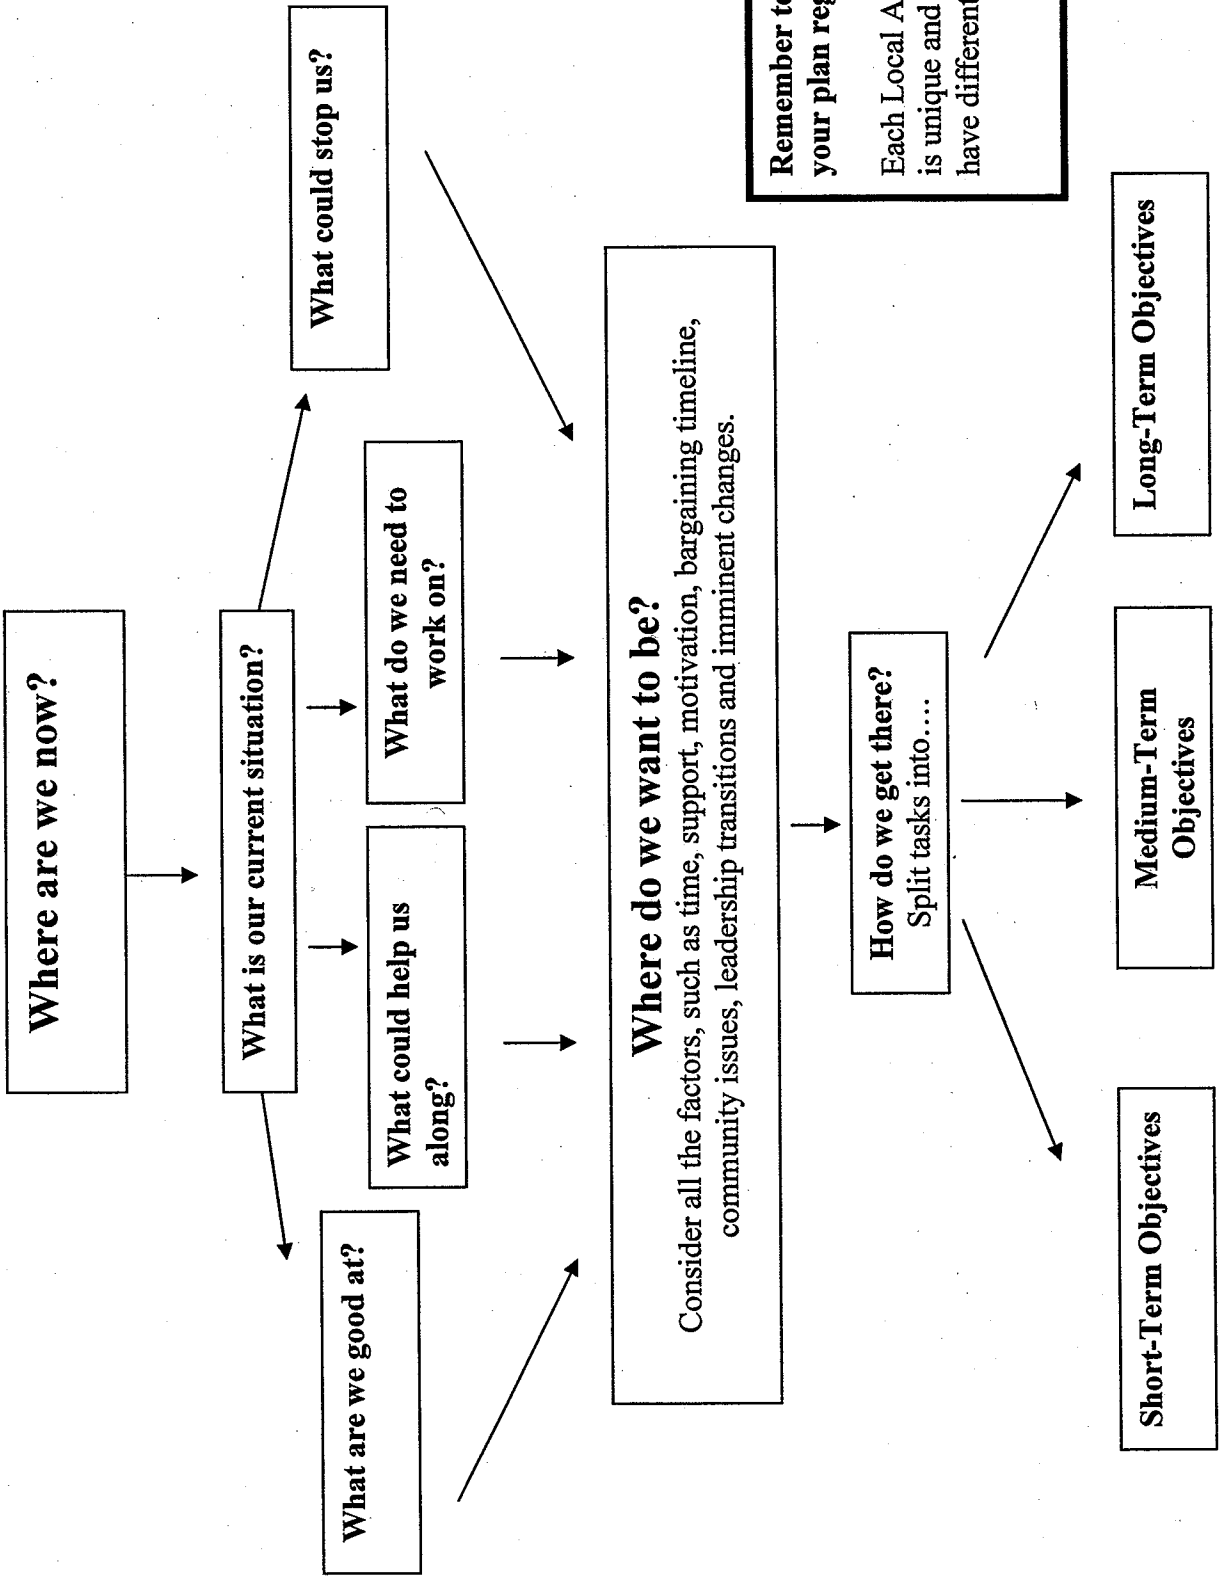 Where are we now?
What is our current situation?
What are we good at?
What could help us
along?
What do we need to
work on?
What could stop us?
Where do we want to be?
Consider all the factors, such as time, support, motivation, bargaining timeline,
community issues, leadership transitions and imminent changes.
How do we get there?
Split tasks into….
Remember to
your plan reg
Each Local A
is unique and
have different
Short-Term Objectives
Medium-Term
Objectives
Long-Term Objectives